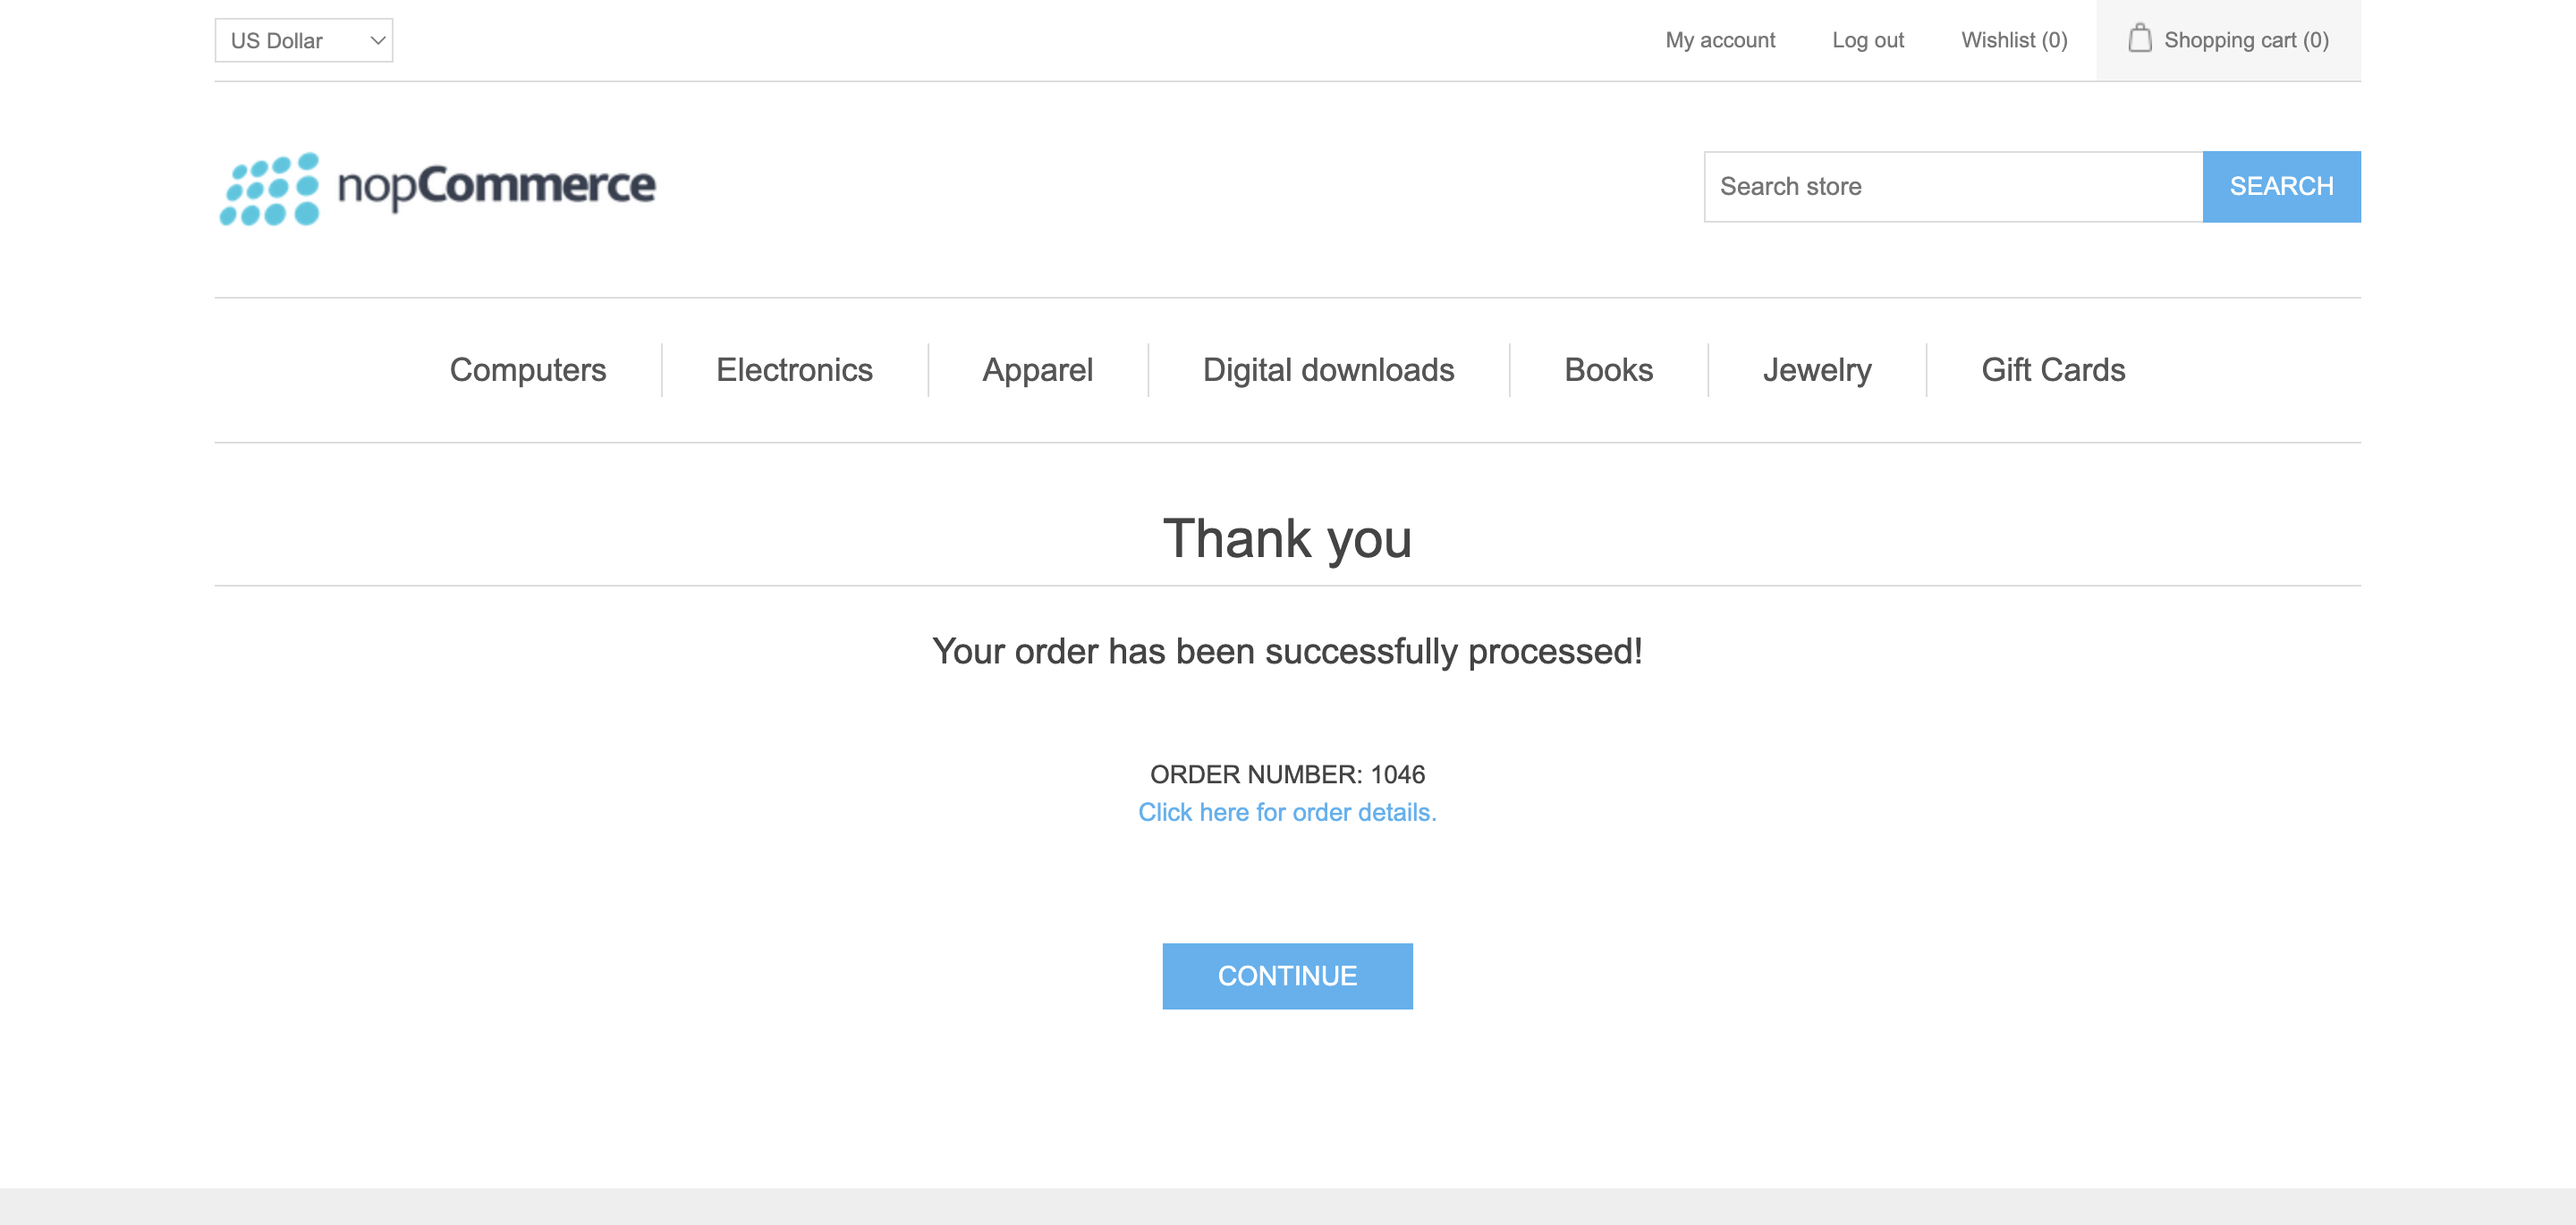 US Dollar My account Log out Wishlist (0) Shopping cart (0)
nopCommerce Search store SEARCH
Computers Electronics Apparel Digital downloads Books Jewelry Gift Cards
Thank you
Your order has been successfully processed!
ORDER NUMBER: 1046
Click here for order details.
CONTINUE